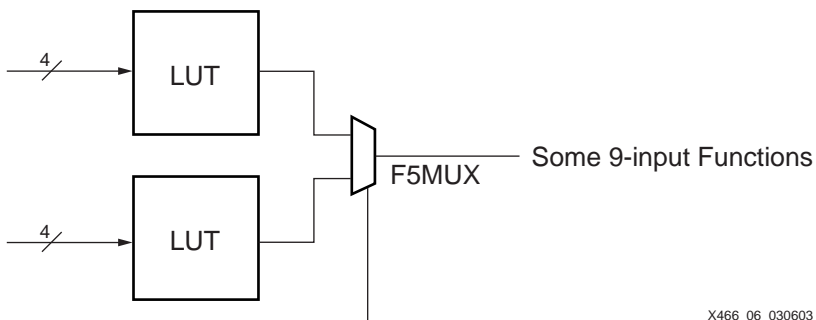 4
LUT
F5MUX
Some 9-input Functions
4
LUT
X466_06_030603